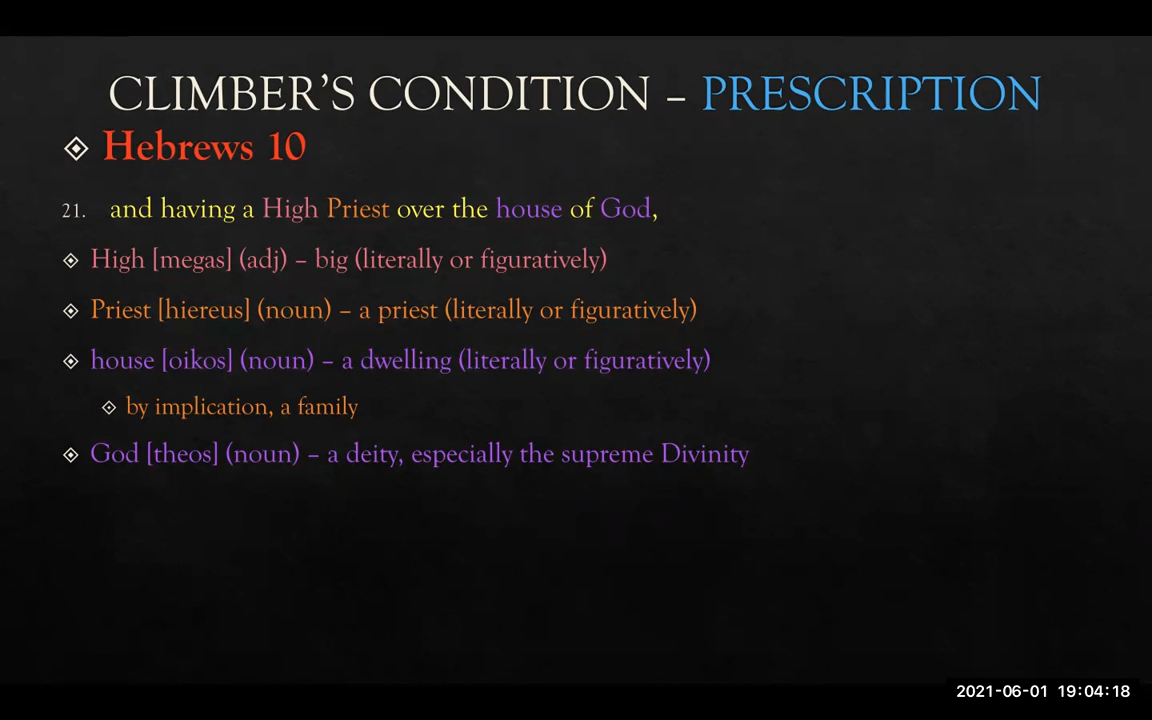 CLIMBER’S CONDITION – PRESCRIPTION
Hebrews 10
21. and having a High Priest over the house of God,
High [megas] (adj) – big (literally or figuratively)
Priest [hiereus] (noun) – a priest (literally or figuratively)
house [oikos] (noun) – a dwelling (literally or figuratively)
by implication, a family
God [theos] (noun) – a deity, especially the supreme Divinity
2021-06-01 19:04:18